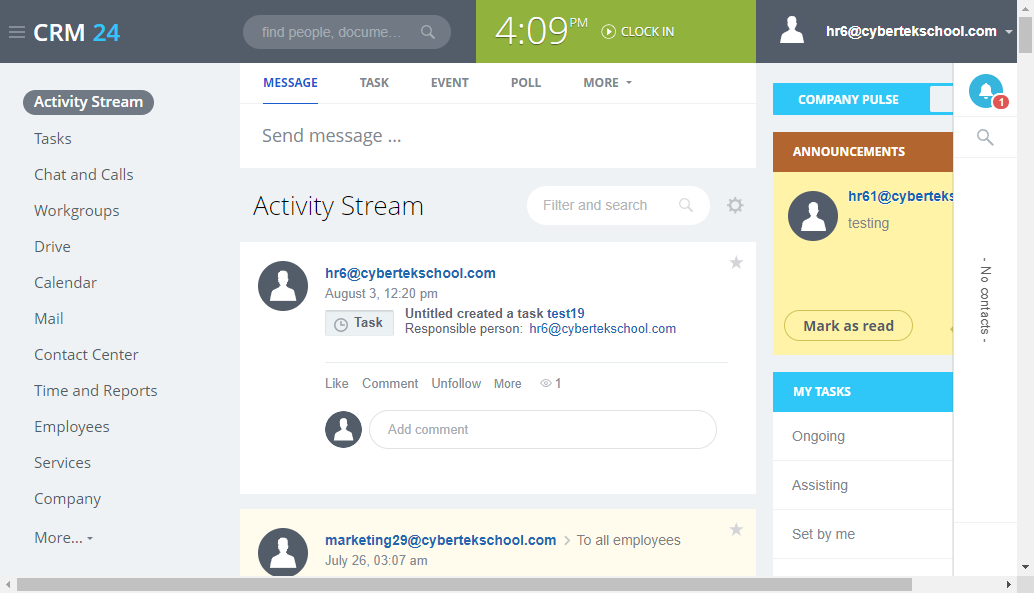 CRM 24
find people, docume...
4:09 PM
CLOCK IN
hr6@cybertekschool.com
Activity Stream
Tasks
Chat and Calls
Workgroups
Drive
Calendar
Mail
Contact Center
Time and Reports
Employees
Services
Company
More...
MESSAGE
TASK
EVENT
POLL
MORE
Send message ...
Activity Stream
Filter and search
hr6@cybertekschool.com
August 3, 12:20 pm
Task
Untitled created a task test19
Responsible person: hr6@cybertekschool.com
Like
Comment
Unfollow
More
1
Add comment
marketing29@cybertekschool.com > To all employees
July 26, 03:07 am
COMPANY PULSE
ANNOUNCEMENTS
hr61@cyberteks
testing
Mark as read
MY TASKS
Ongoing
Assisting
Set by me
1
- No contacts -